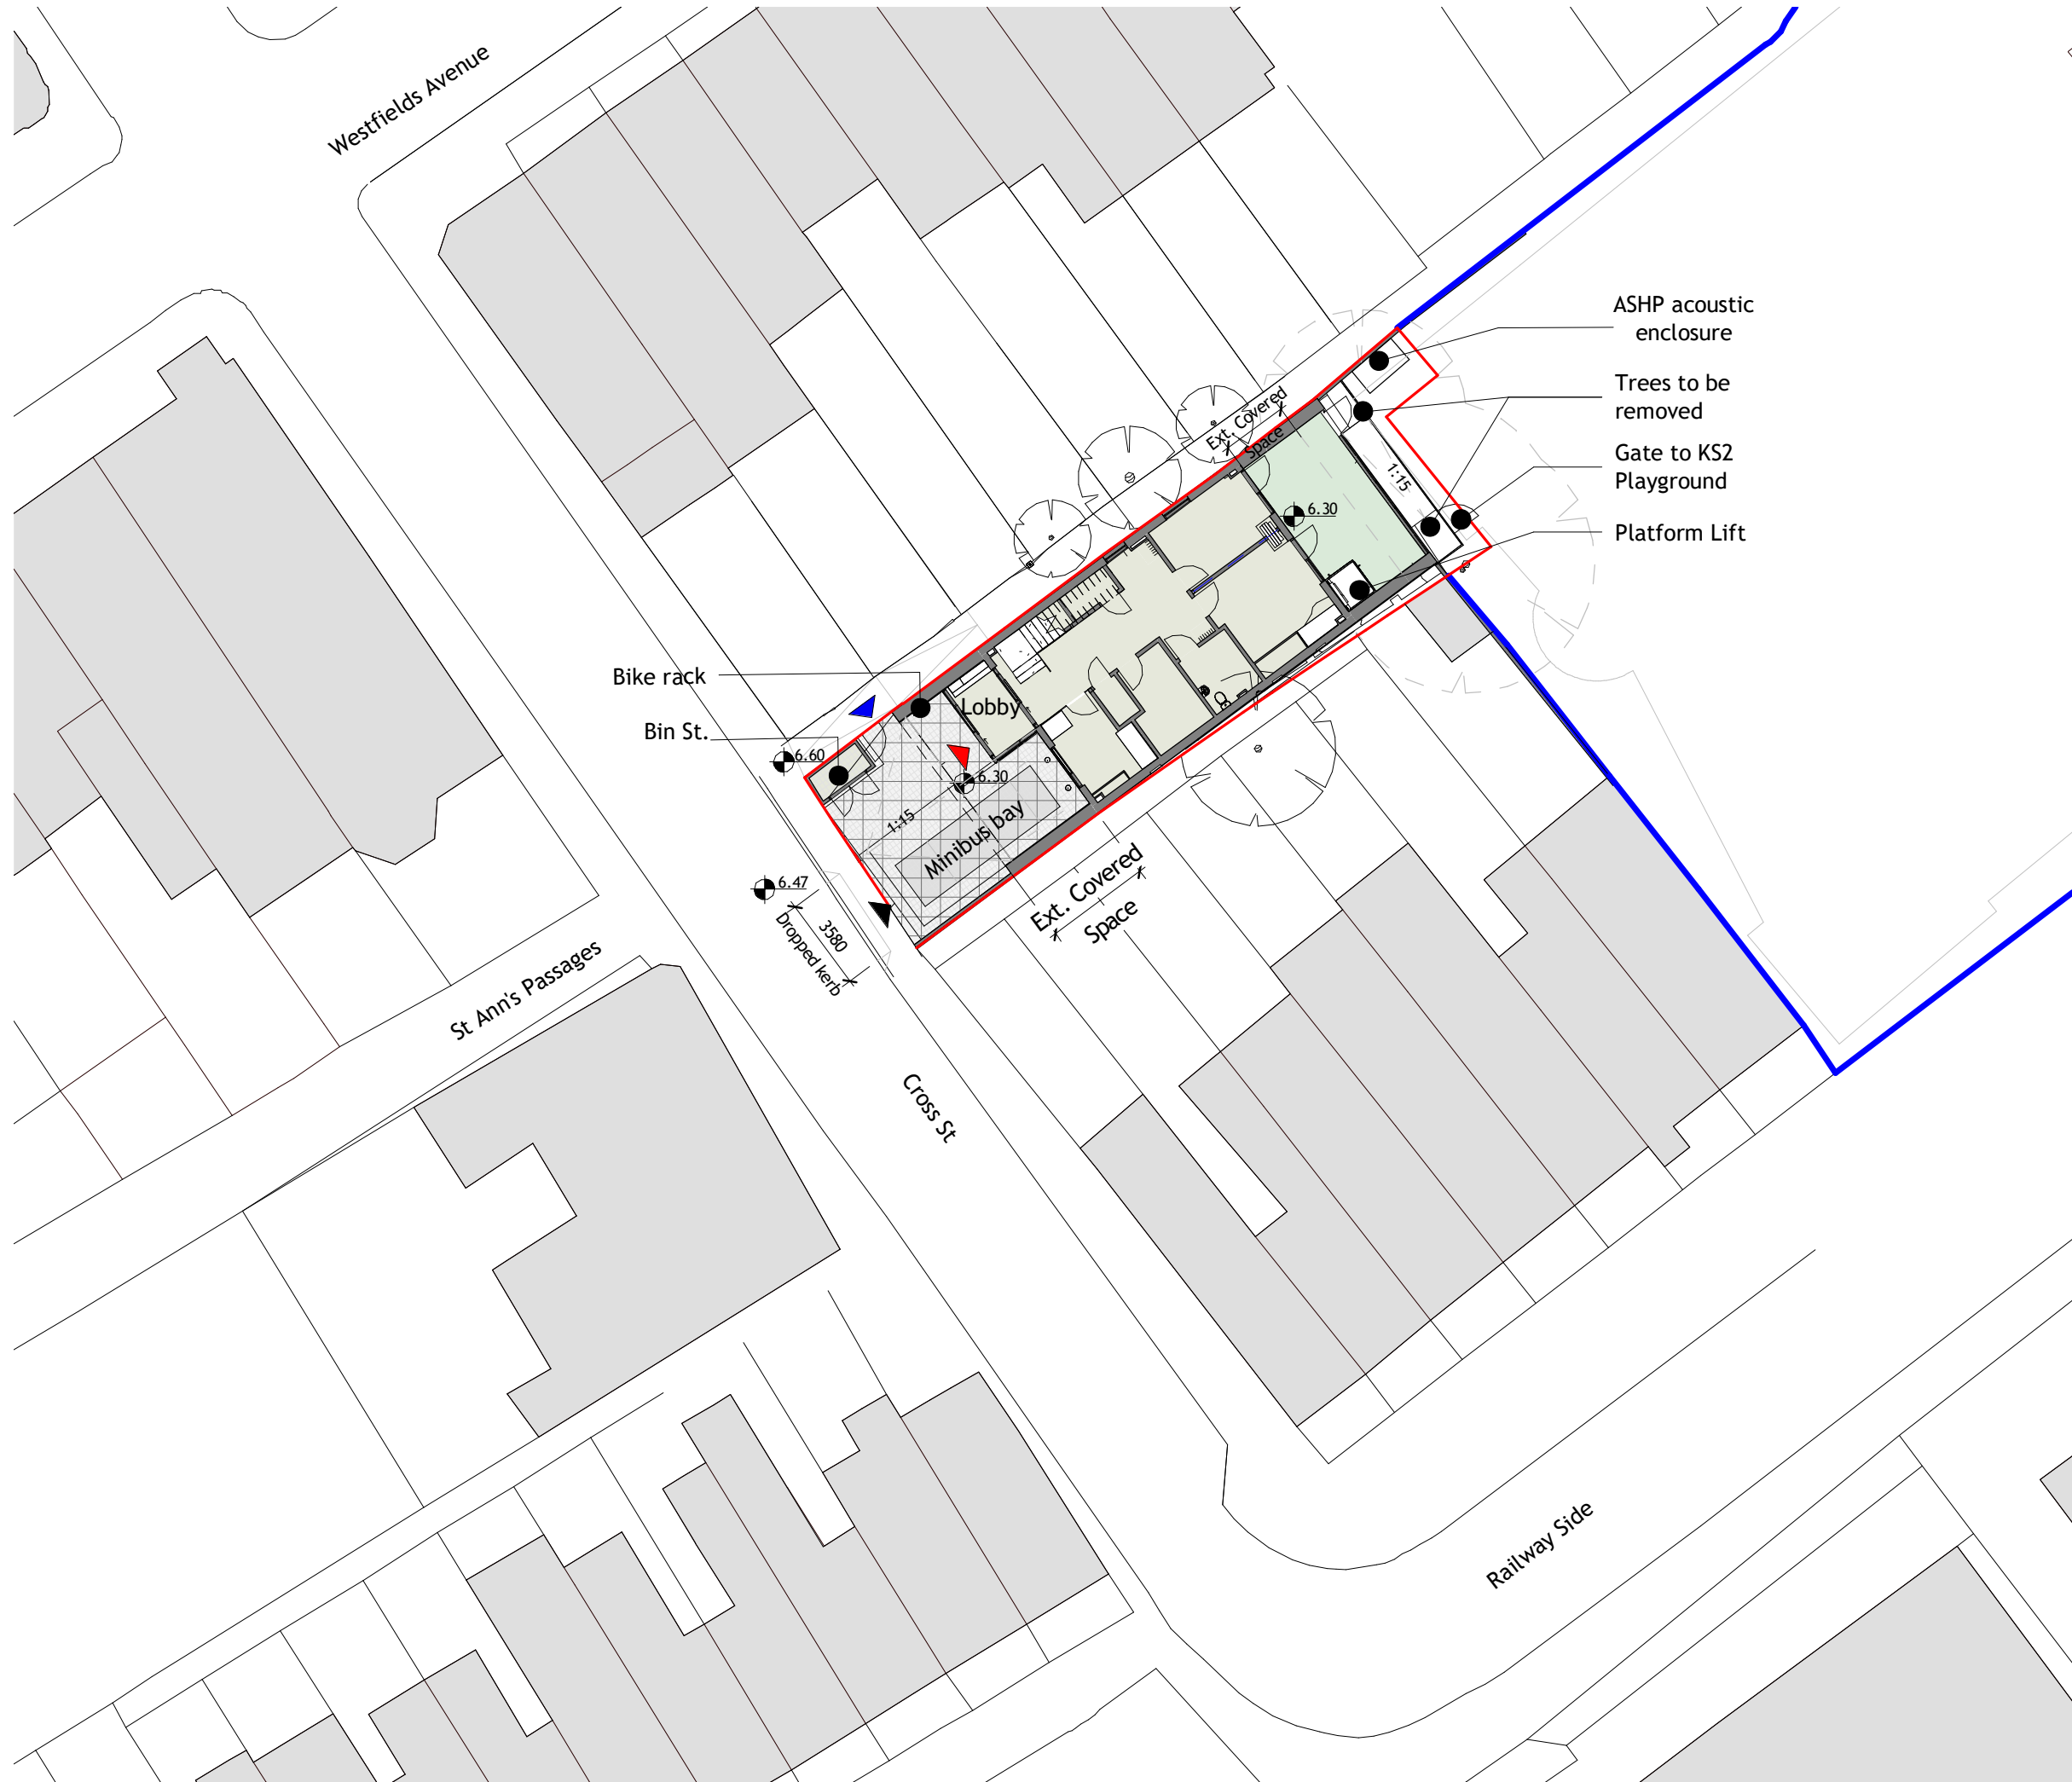 Westfields Avenue
ASHP acoustic
enclosure
Trees to be
removed
Gate to KS2
Playground
Platform Lift
Ext. Covered
Space
1:15
6.30
Bike rack
Lobby
Bin St.
6.60
6.30
1:15
Minibus bay
6.47
3580
Dropped kerb
Ext. Covered
Space
St Ann's Passages
Cross St
Railway Side